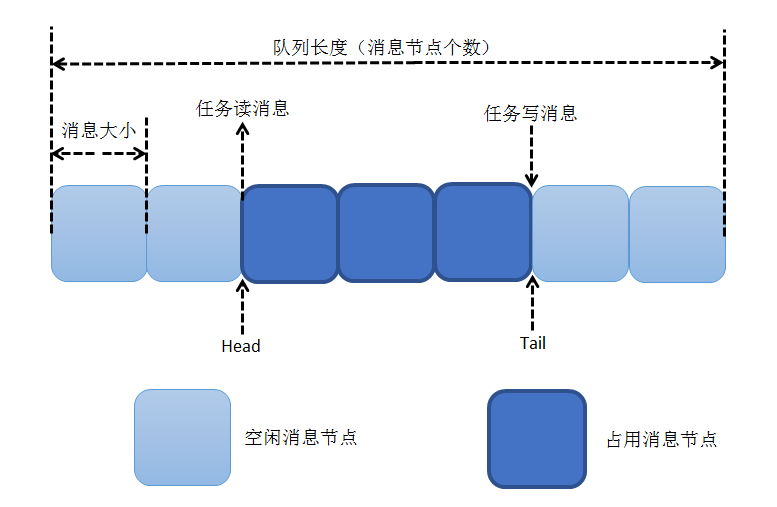 队列长度（消息节点个数）
任务读消息
任务写消息
消息大小
Head
Tail
空闲消息节点
占用消息节点